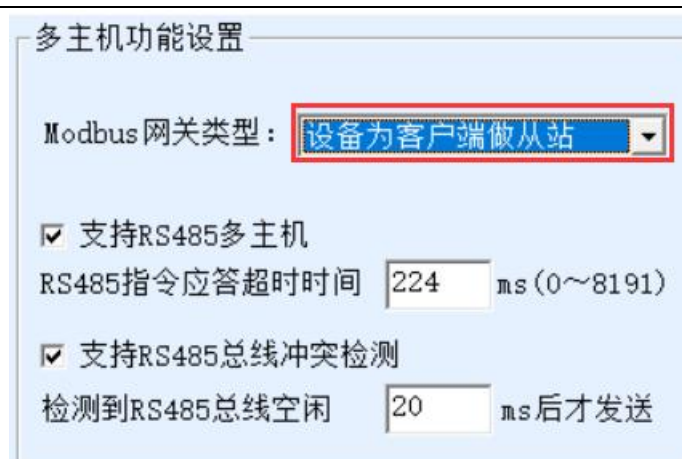 多主机功能设置
Modbus网关类型： 设备为客户端做从站
支持RS485多主机
RS485指令应答超时时间 224 ms(0～8191)
支持RS485总线冲突检测
检测到RS485总线空闲 20 ms后才发送